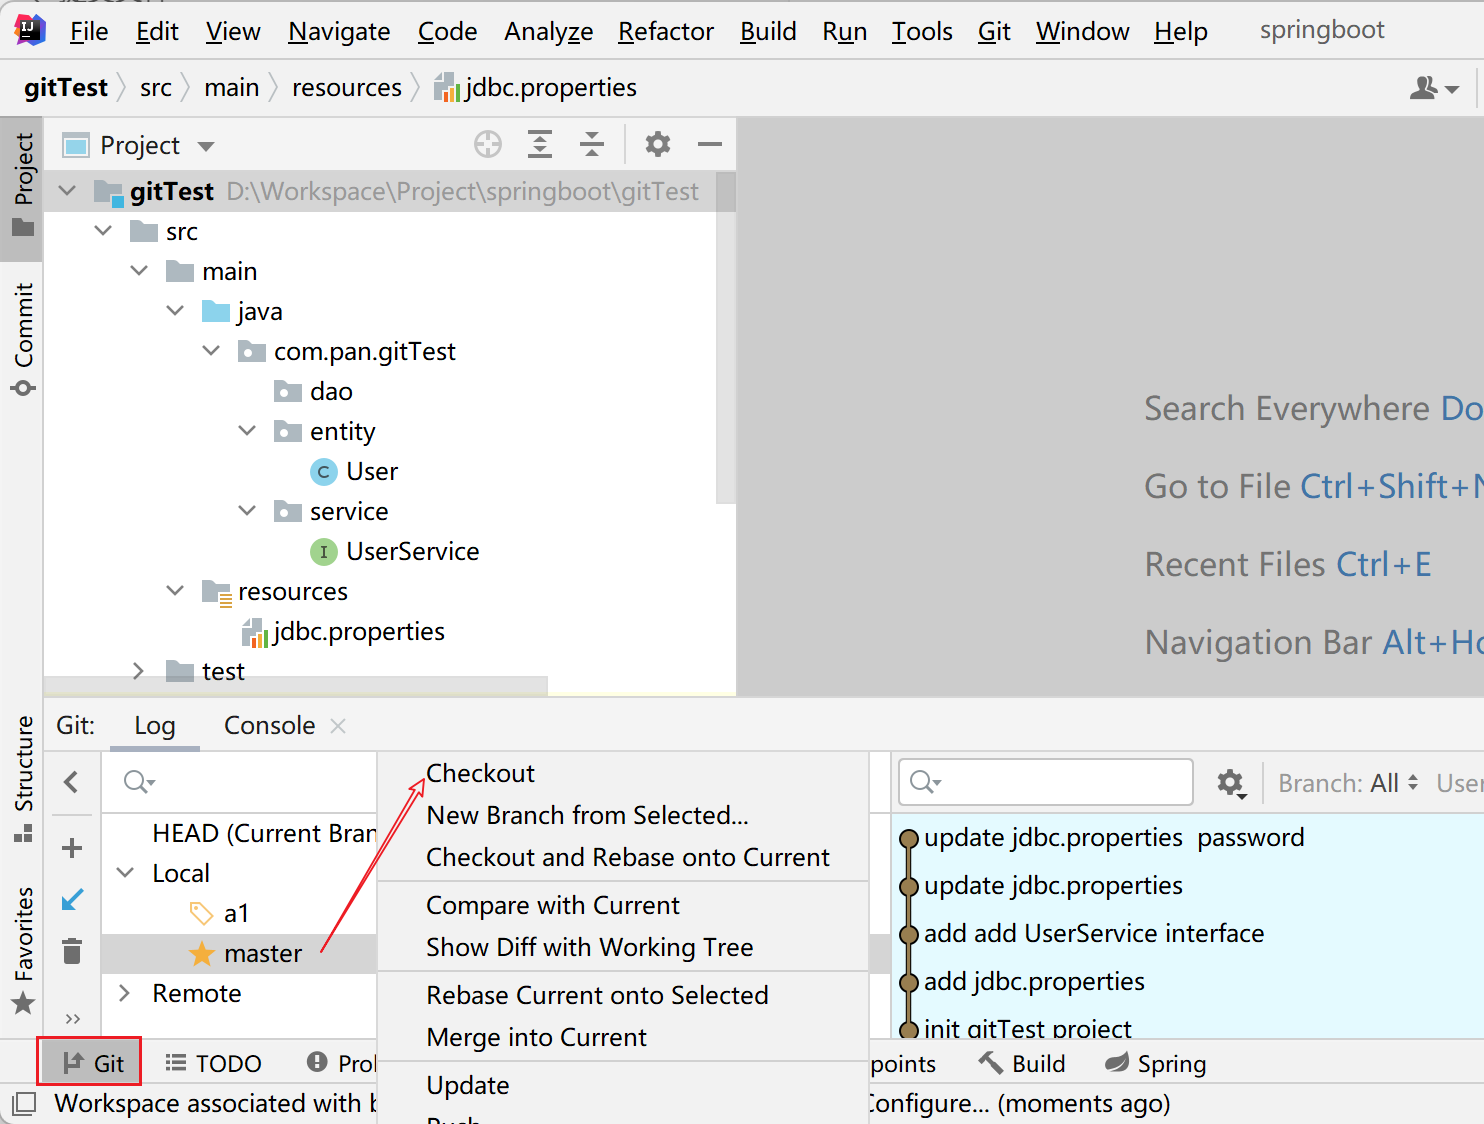 File Edit View Navigate Code Analyze Refactor Build Run Tools Git Window Help springboot
gitTest src main resources jdbc.properties
Project
Project
gitTest D:\Workspace\Project\springboot\gitTest
src
main
java
com.pan.gitTest
dao
entity
User
service
UserService
resources
jdbc.properties
test
Commit
Structure
Favorites
Search Everywhere Do
Go to File Ctrl+Shift+N
Recent Files Ctrl+E
Navigation Bar Alt+Ho
Git: Log Console
HEAD (Current Bran
Local
a1
master
Remote
Checkout
New Branch from Selected...
Checkout and Rebase onto Current
Compare with Current
Show Diff with Working Tree
Rebase Current onto Selected
Merge into Current
Update
Push
Branch: All User
update jdbc.properties password
update jdbc.properties
add add UserService interface
add jdbc.properties
init gitTest project
Git TODO Prol points Build Spring
Workspace associated with b Configure... (moments ago)